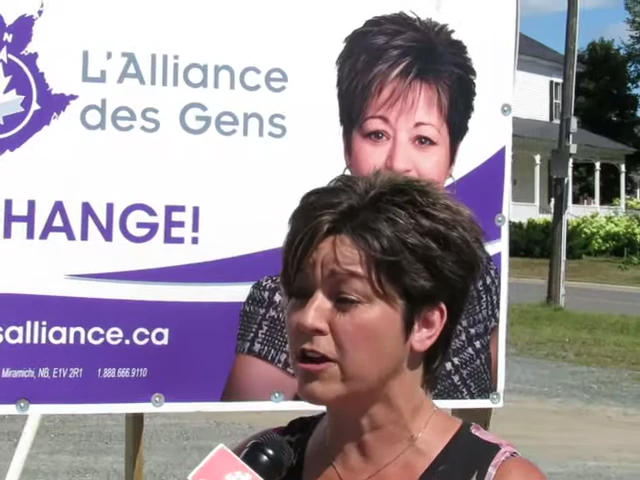 L'Alliance
des Gens
HANGE!
salliance.ca
Miramichi, NB, E1V 2R1 1.888.666.9110